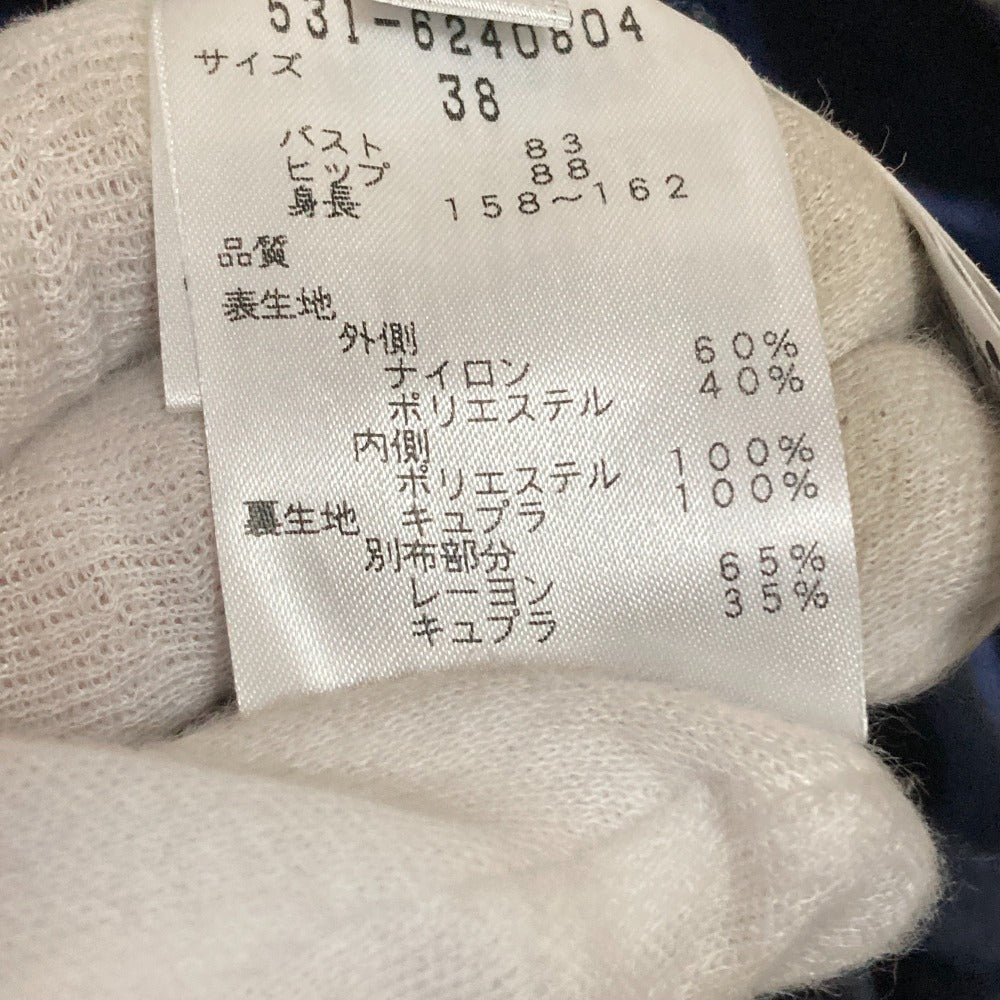 531-6240604
サイズ
38
バスト 83
ヒップ 88
身長 158～162
品質
表生地
外側
ナイロン 60%
ポリエステル 40%
内側
ポリエステル 100%
裏生地 キュプラ 100%
別布部分
レーヨン 65%
キュプラ 35%